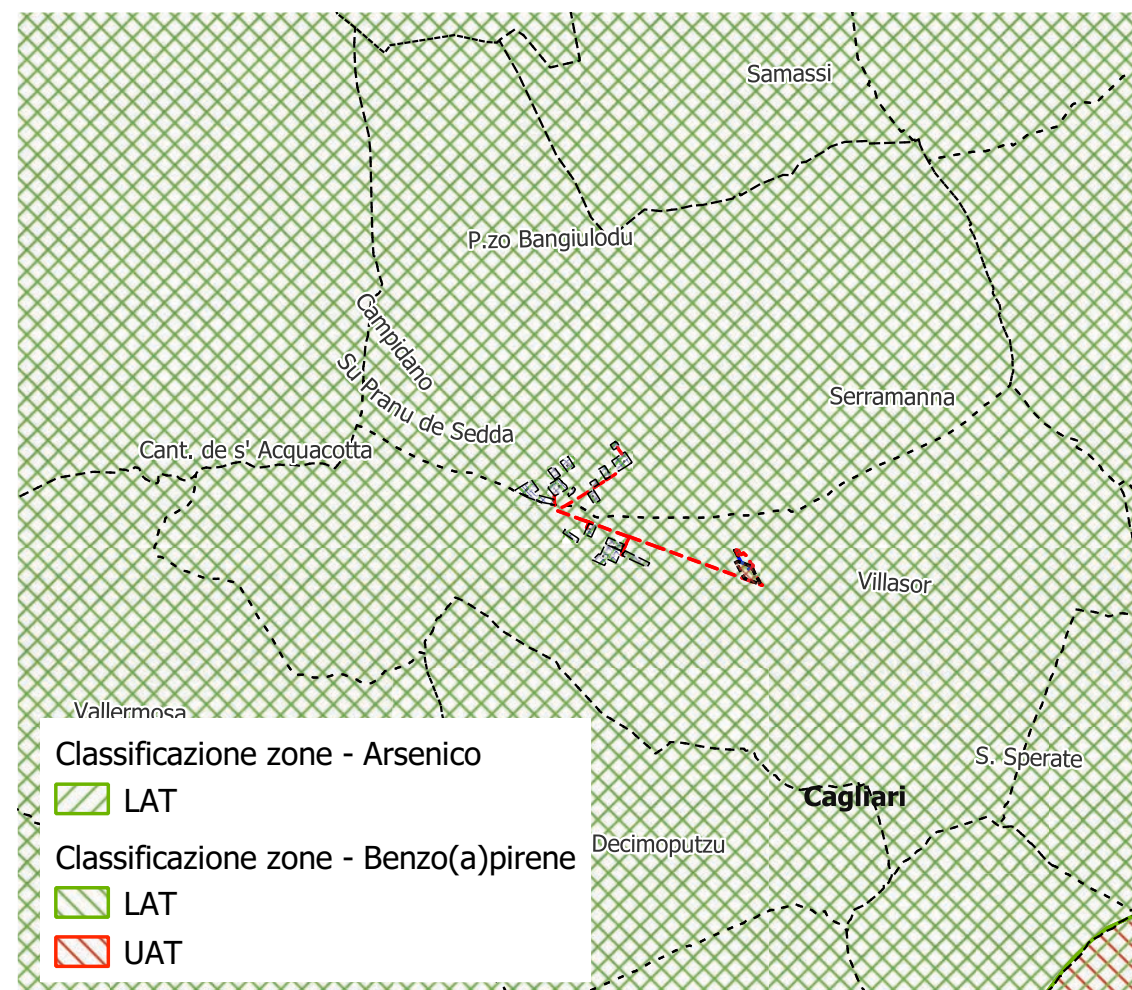 Samassi
P.zo Bangiulodu
Campidano
Su Pranu de Sedda
Serramanna
Cant. de s' Acquacotta
Villasor
Vallermosa
S. Sperate
Cagliari
Decimoputzu
Classificazione zone - Arsenico
LAT
Classificazione zone - Benzo(a)pirene
LAT
UAT